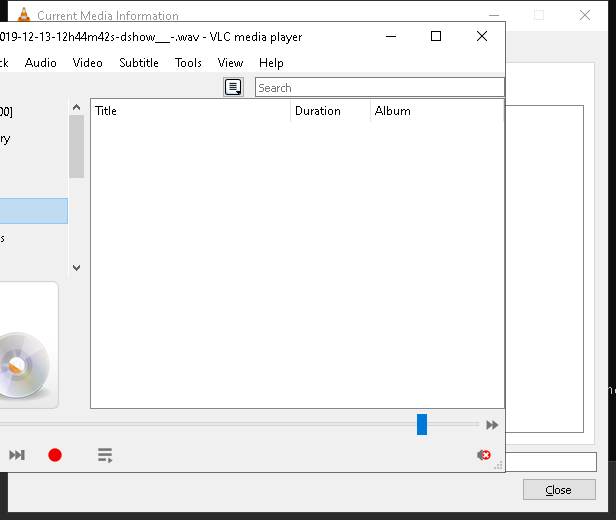 Current Media Information
019-12-13-12h44m42s-dshow___-.wav - VLC media player
ck Audio Video Subtitle Tools View Help
00]
Search
ry
Title Duration Album
s
Close